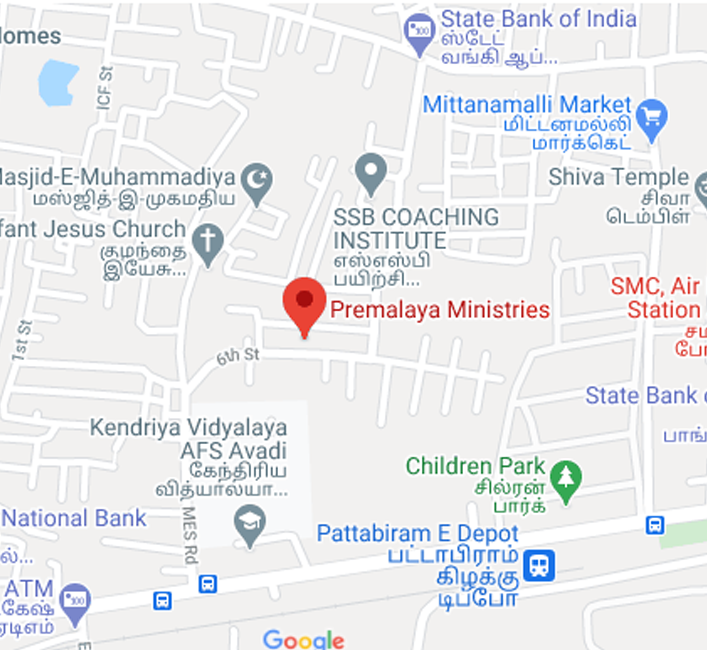 Homes
State Bank of India
ஸ்டேட்
வங்கி ஆப்...
ICF St
Mittanamalli Market
மிட்டனமல்லி
மார்க்கெட்
Masjid-E-Muhammadiya
மஸ்ஜித்-இ-முகமதிய
Shiva Temple
சிவா
டெம்பிள்
SSB COACHING
INSTITUTE
எஸ்எஸ்பி
பயிற்சி...
fant Jesus Church
குழந்தை
இயேசு...
SMC, Air
Station
Premalaya Ministries
1st St
6th St
State Bank
பாங்
Kendriya Vidyalaya
AFS Avadi
கேந்திரிய
வித்யாலயா...
Children Park
சில்ரன்
பார்க்
National Bank
MES Rd
Pattabiram E Depot
பட்டாபிராம்
கிழக்கு
டிப்போ
ல்...
ATM
கேஷ்
ஏடிஎம்
Google